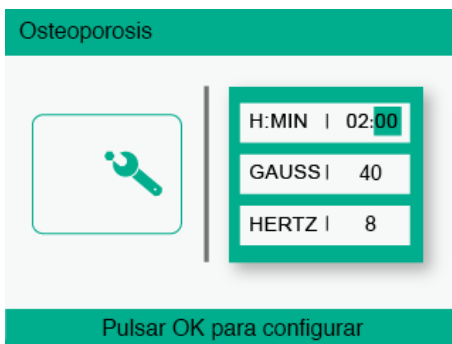 Osteoporosis
H:MIN | 02:00
GAUSS | 40
HERTZ | 8
Pulsar OK para configurar